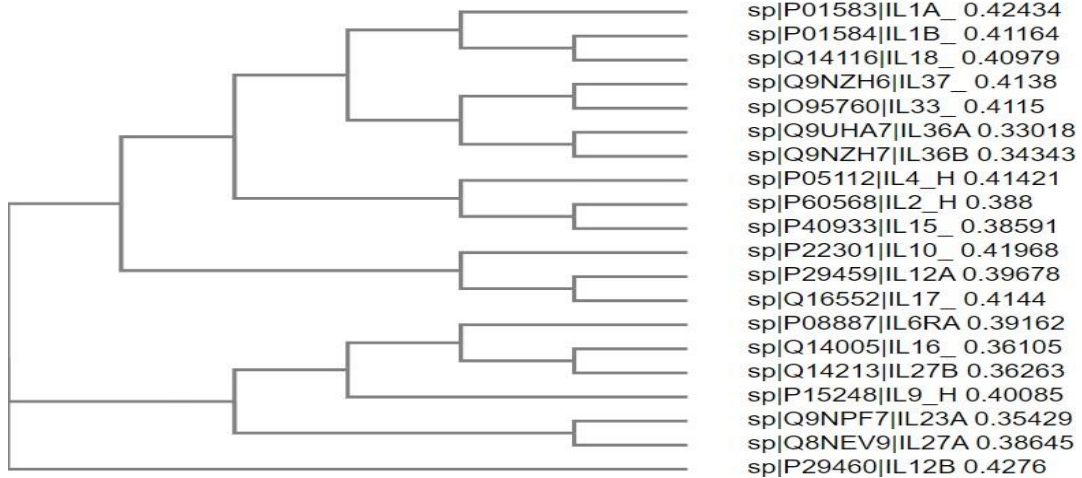 sp|P01583|IL1A_ 0.42434
sp|P01584|IL1B_ 0.41164
sp|Q14116|IL18_ 0.40979
sp|Q9NZH6|IL37_ 0.4138
sp|O95760|IL33_ 0.4115
sp|Q9UHA7|IL36A 0.33018
sp|Q9NZH7|IL36B 0.34343
sp|P05112|IL4_H 0.41421
sp|P60568|IL2_H 0.388
sp|P40933|IL15_ 0.38591
sp|P22301|IL10_ 0.41968
sp|P29459|IL12A 0.39678
sp|Q16552|IL17_ 0.4144
sp|P08887|IL6RA 0.39162
sp|Q14005|IL16_ 0.36105
sp|Q14213|IL27B 0.36263
sp|P15248|IL9_H 0.40085
sp|Q9NPF7|IL23A 0.35429
sp|Q8NEV9|IL27A 0.38645
sp|P29460|IL12B 0.4276